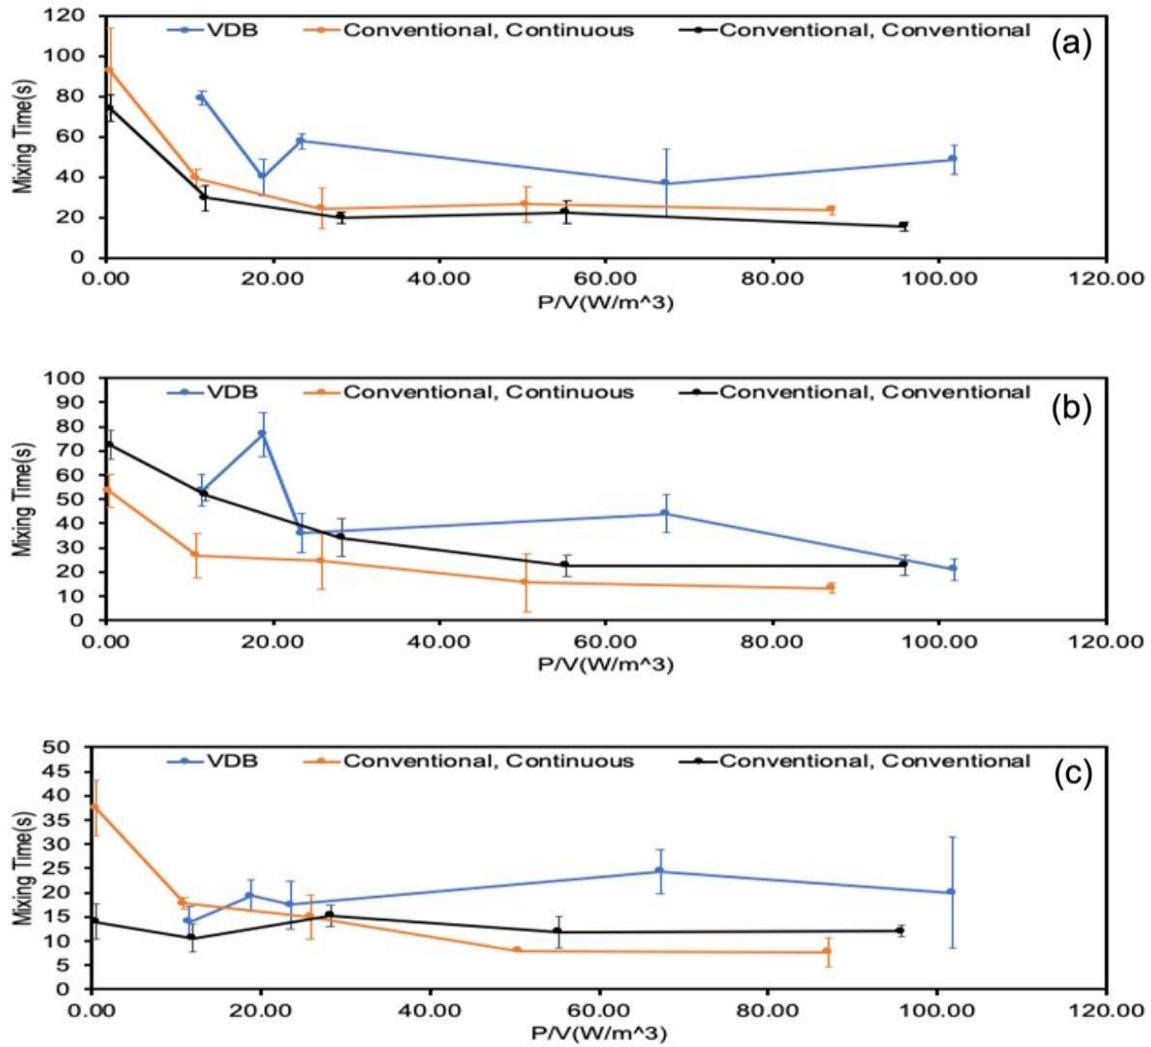 120
VDB Conventional, Continuous Conventional, Conventional (a)
100
80
60
40
20
0
Mixing Time(s)
0.00 20.00 40.00 60.00 80.00 100.00 120.00
P/V(W/m^3)
100
VDB Conventional, Continuous Conventional, Conventional (b)
90
80
70
60
50
40
30
20
10
0
Mixing Time(s)
0.00 20.00 40.00 60.00 80.00 100.00 120.00
P/V(W/m^3)
50
VDB Conventional, Continuous Conventional, Conventional (c)
45
40
35
30
25
20
15
10
5
0
Mixing Time(s)
0.00 20.00 40.00 60.00 80.00 100.00 120.00
P/V(W/m^3)